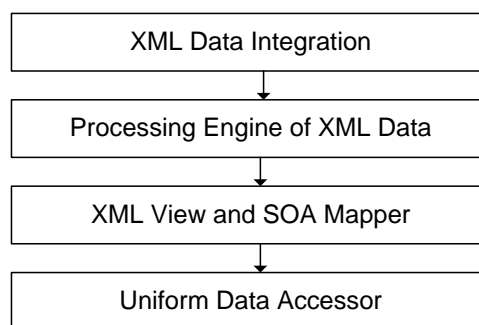 XML Data Integration
Processing Engine of XML Data
XML View and SOA Mapper
Uniform Data Accessor